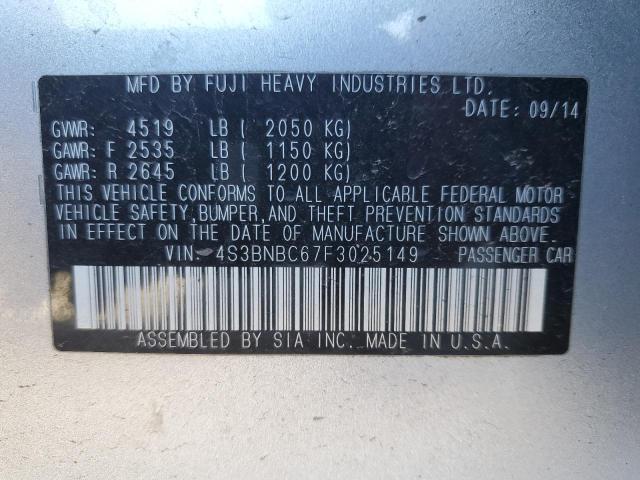 MFD BY FUJI HEAVY INDUSTRIES LTD.
DATE: 09/14
GVWR: 4519 LB ( 2050 KG)
GAWR: F 2535 LB ( 1150 KG)
GAWR: R 2645 LB ( 1200 KG)
THIS VEHICLE CONFORMS TO ALL APPLICABLE FEDERAL MOTOR
VEHICLE SAFETY, BUMPER, AND THEFT PREVENTION STANDARDS
IN EFFECT ON THE DATE OF MANUFACTURE SHOWN ABOVE.
VIN- 4S3BNBC67F3025149 PASSENGER CAR
ASSEMBLED BY SIA INC. MADE IN U.S.A.